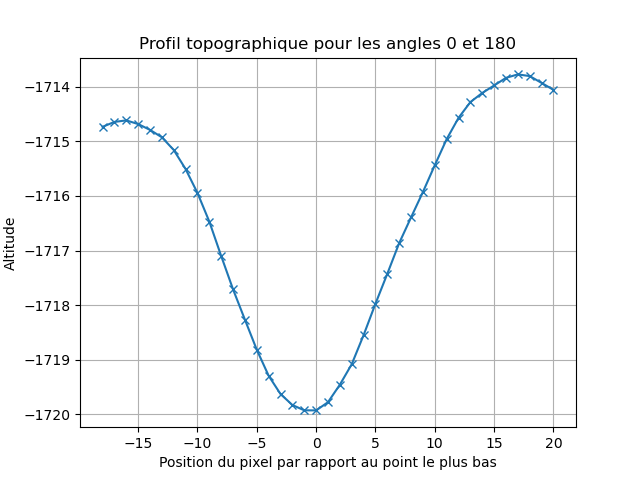 Profil topographique pour les angles 0 et 180
Altitude
−1714
−1715
−1716
−1717
−1718
−1719
−1720
−15 −10 −5 0 5 10 15 20
Position du pixel par rapport au point le plus bas